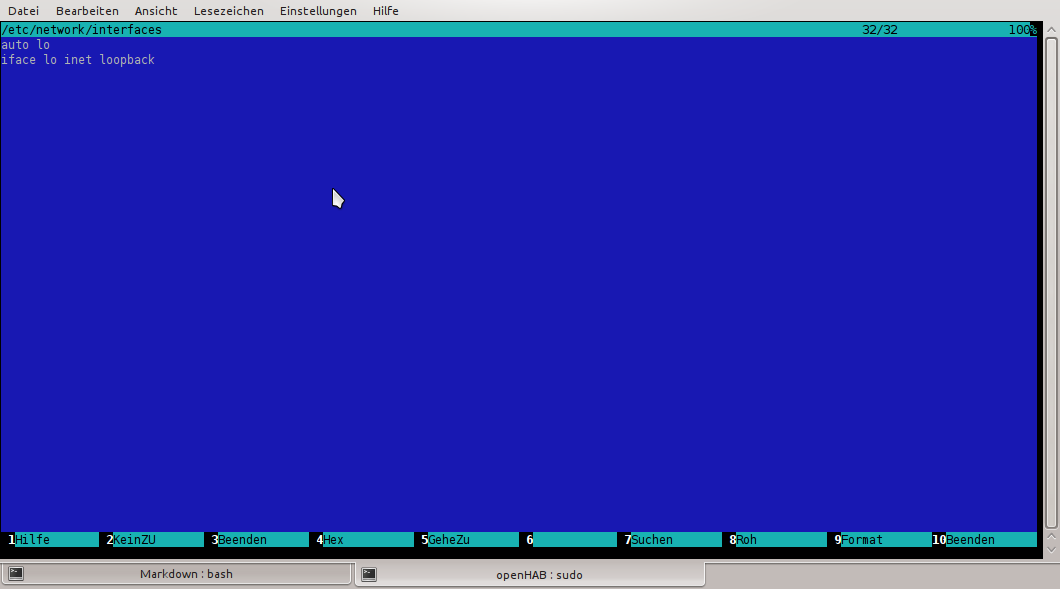 Datei Bearbeiten Ansicht Lesezeichen Einstellungen Hilfe
/etc/network/interfaces 32/32 100%
auto lo
iface lo inet loopback
1Hilfe 2KeinZU 3Beenden 4Hex 5GeheZu 6 7Suchen 8Roh 9Format 10Beenden
Markdown : bash openHAB : sudo